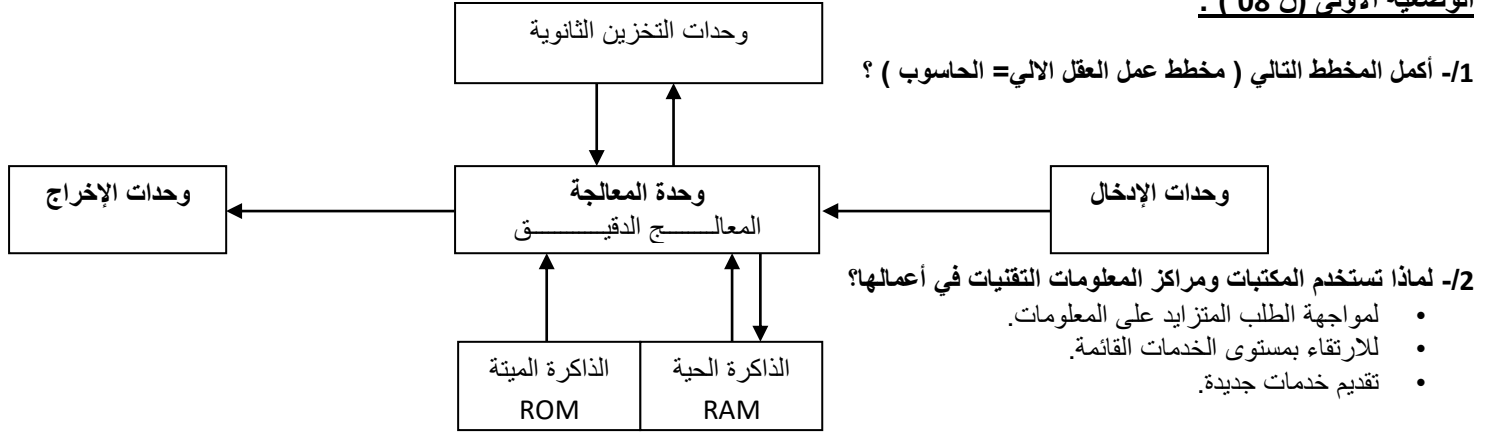 الوضعية الأولى (ن 08 ) :
وحدات التخزين الثانوية
1/- أكمل المخطط التالي ( مخطط عمل العقل الالي= الحاسوب ) ؟
وحدات الإدخال
وحدة المعالجة
المعالـــــــج الدقيـــــــــــق
وحدات الإخراج
2/- لماذا تستخدم المكتبات ومراكز المعلومات التقنيات في أعمالها؟
• لمواجهة الطلب المتزايد على المعلومات.
• للارتقاء بمستوى الخدمات القائمة.
• تقديم خدمات جديدة.
الذاكرة الحية
RAM
الذاكرة الميتة
ROM